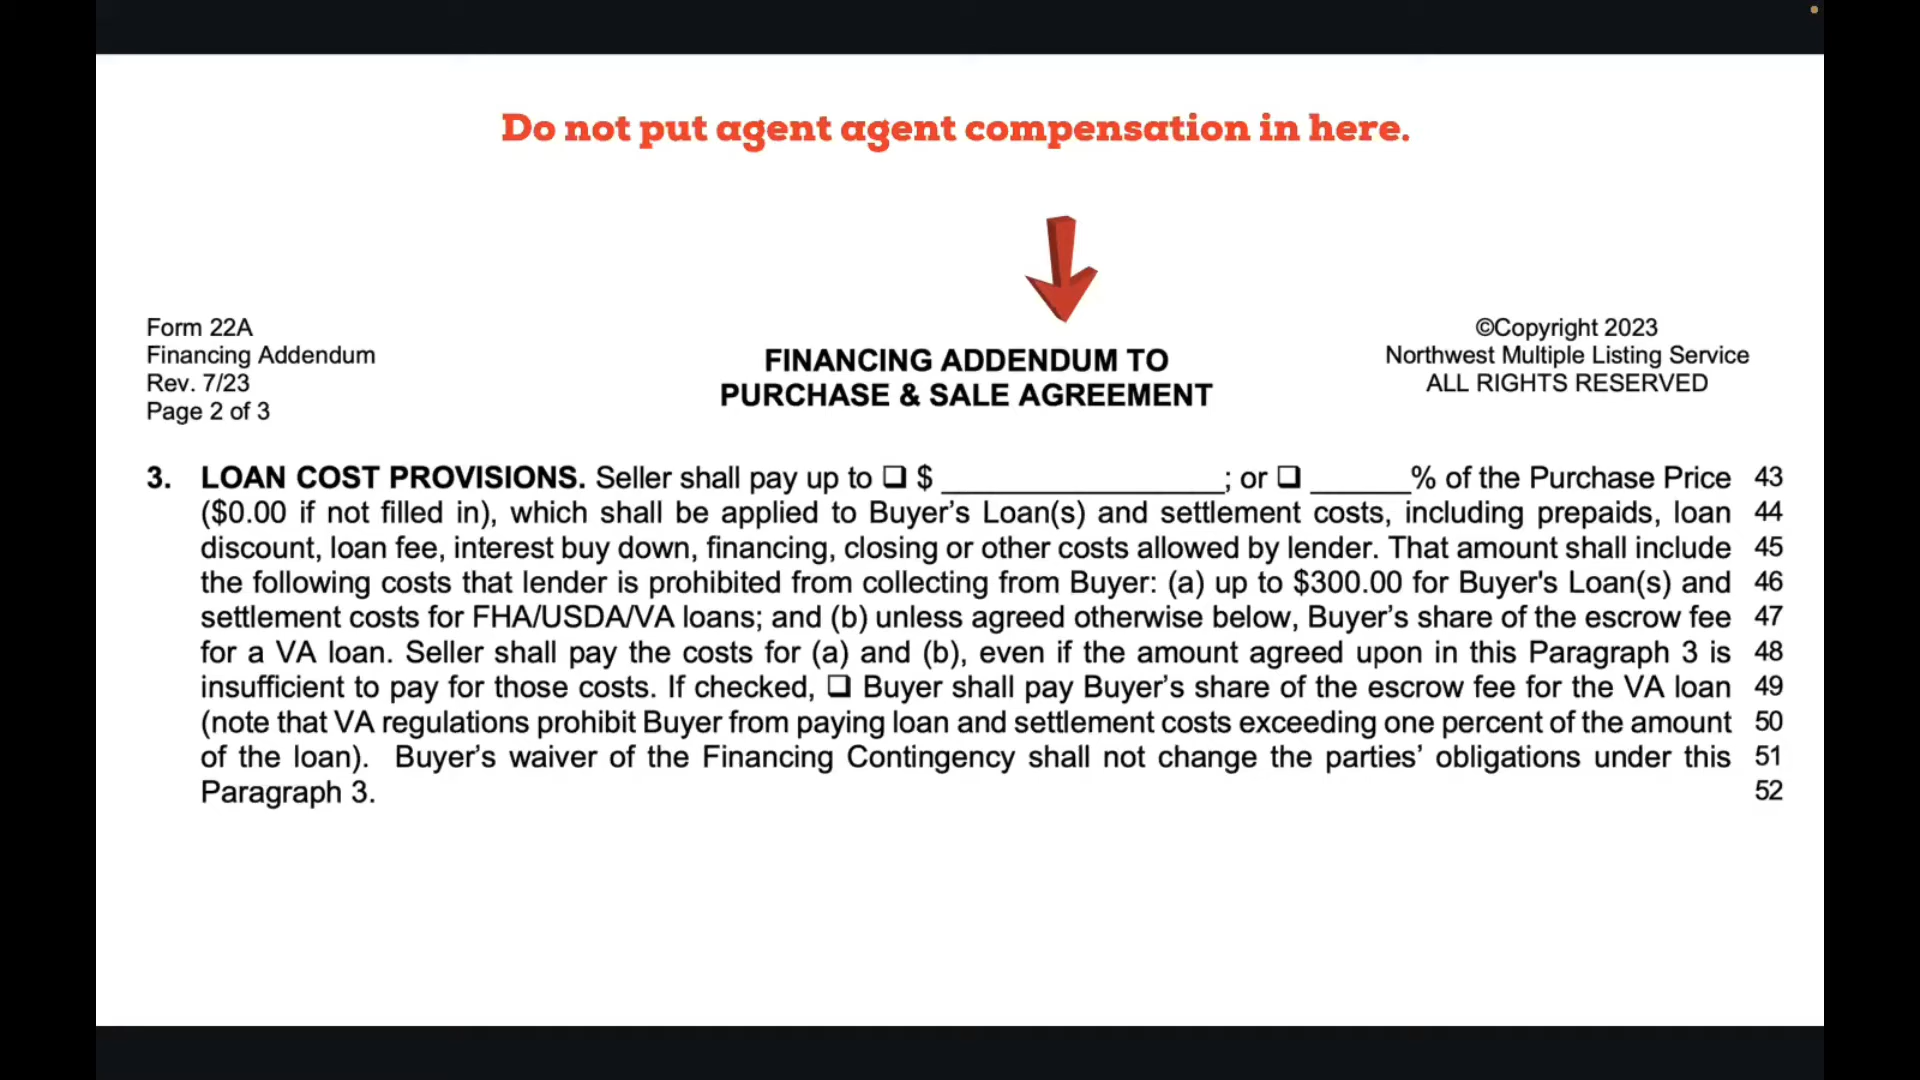 Do not put agent agent compensation in here.
Form 22A
Financing Addendum
Rev. 7/23
Page 2 of 3
FINANCING ADDENDUM TO
PURCHASE & SALE AGREEMENT
©Copyright 2023
Northwest Multiple Listing Service
ALL RIGHTS RESERVED
3. LOAN COST PROVISIONS. Seller shall pay up to ❑ $ _________________; or ❑ ______% of the Purchase Price 43
($0.00 if not filled in), which shall be applied to Buyer’s Loan(s) and settlement costs, including prepaids, loan 44
discount, loan fee, interest buy down, financing, closing or other costs allowed by lender. That amount shall include 45
the following costs that lender is prohibited from collecting from Buyer: (a) up to $300.00 for Buyer's Loan(s) and 46
settlement costs for FHA/USDA/VA loans; and (b) unless agreed otherwise below, Buyer’s share of the escrow fee 47
for a VA loan. Seller shall pay the costs for (a) and (b), even if the amount agreed upon in this Paragraph 3 is 48
insufficient to pay for those costs. If checked, ❑ Buyer shall pay Buyer’s share of the escrow fee for the VA loan 49
(note that VA regulations prohibit Buyer from paying loan and settlement costs exceeding one percent of the amount 50
of the loan). Buyer’s waiver of the Financing Contingency shall not change the parties’ obligations under this 51
Paragraph 3. 52